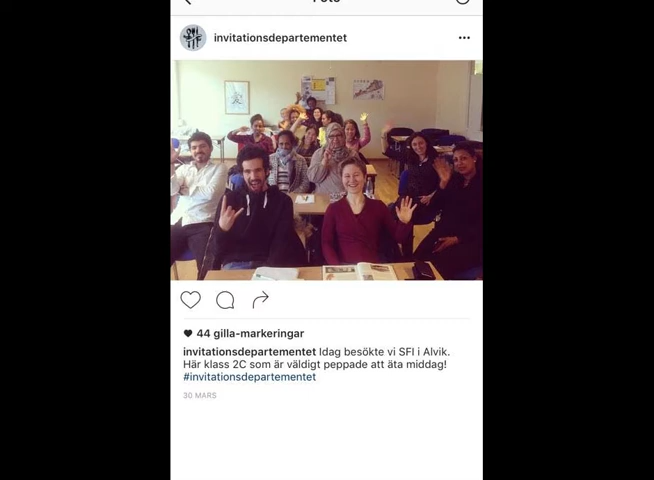 invitationsdepartementet
44 gilla-markeringar
invitationsdepartementet Idag besökte vi SFI i Alvik.
Här klass 2C som är väldigt peppade att äta middag!
#invitationsdepartementet
30 MARS